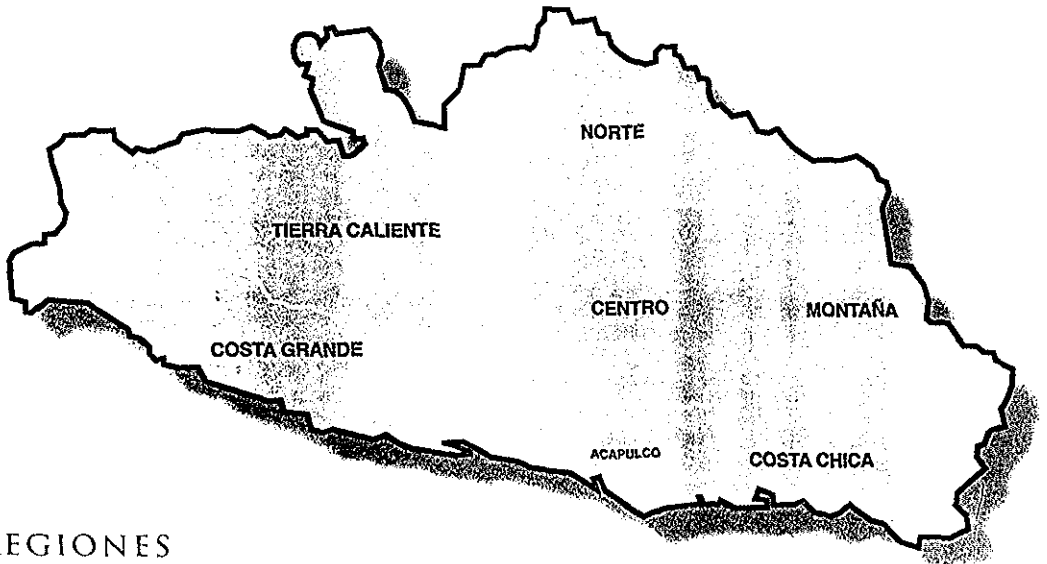 NORTE
TIERRA CALIENTE
CENTRO
MONTAÑA
COSTA GRANDE
ACAPULCO
COSTA CHICA
EGIONES